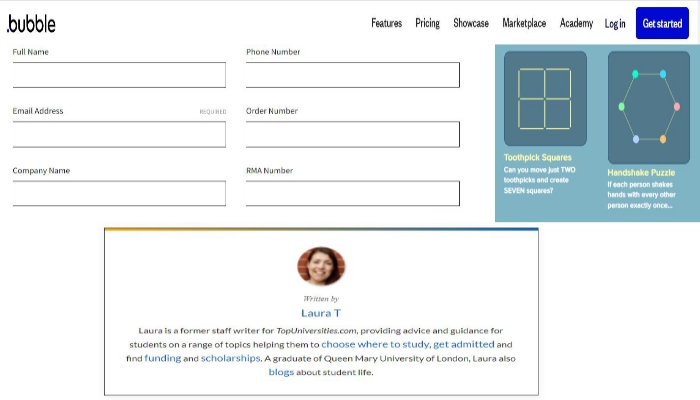 .bubble
Features Pricing Showcase Marketplace Academy Log in Get started
Full Name Phone Number
Email Address REQUIRED Order Number
Company Name RMA Number
Toothpick Squares
Can you move just TWO
toothpicks and create
SEVEN squares?
Handshake Puzzle
If each person shakes
hands with every other
person exactly once...
Written by
Laura T
Laura is a former staff writer for TopUniversities.com, providing advice and guidance for
students on a range of topics helping them to choose where to study, get admitted and
find funding and scholarships. A graduate of Queen Mary University of London, Laura also
blogs about student life.